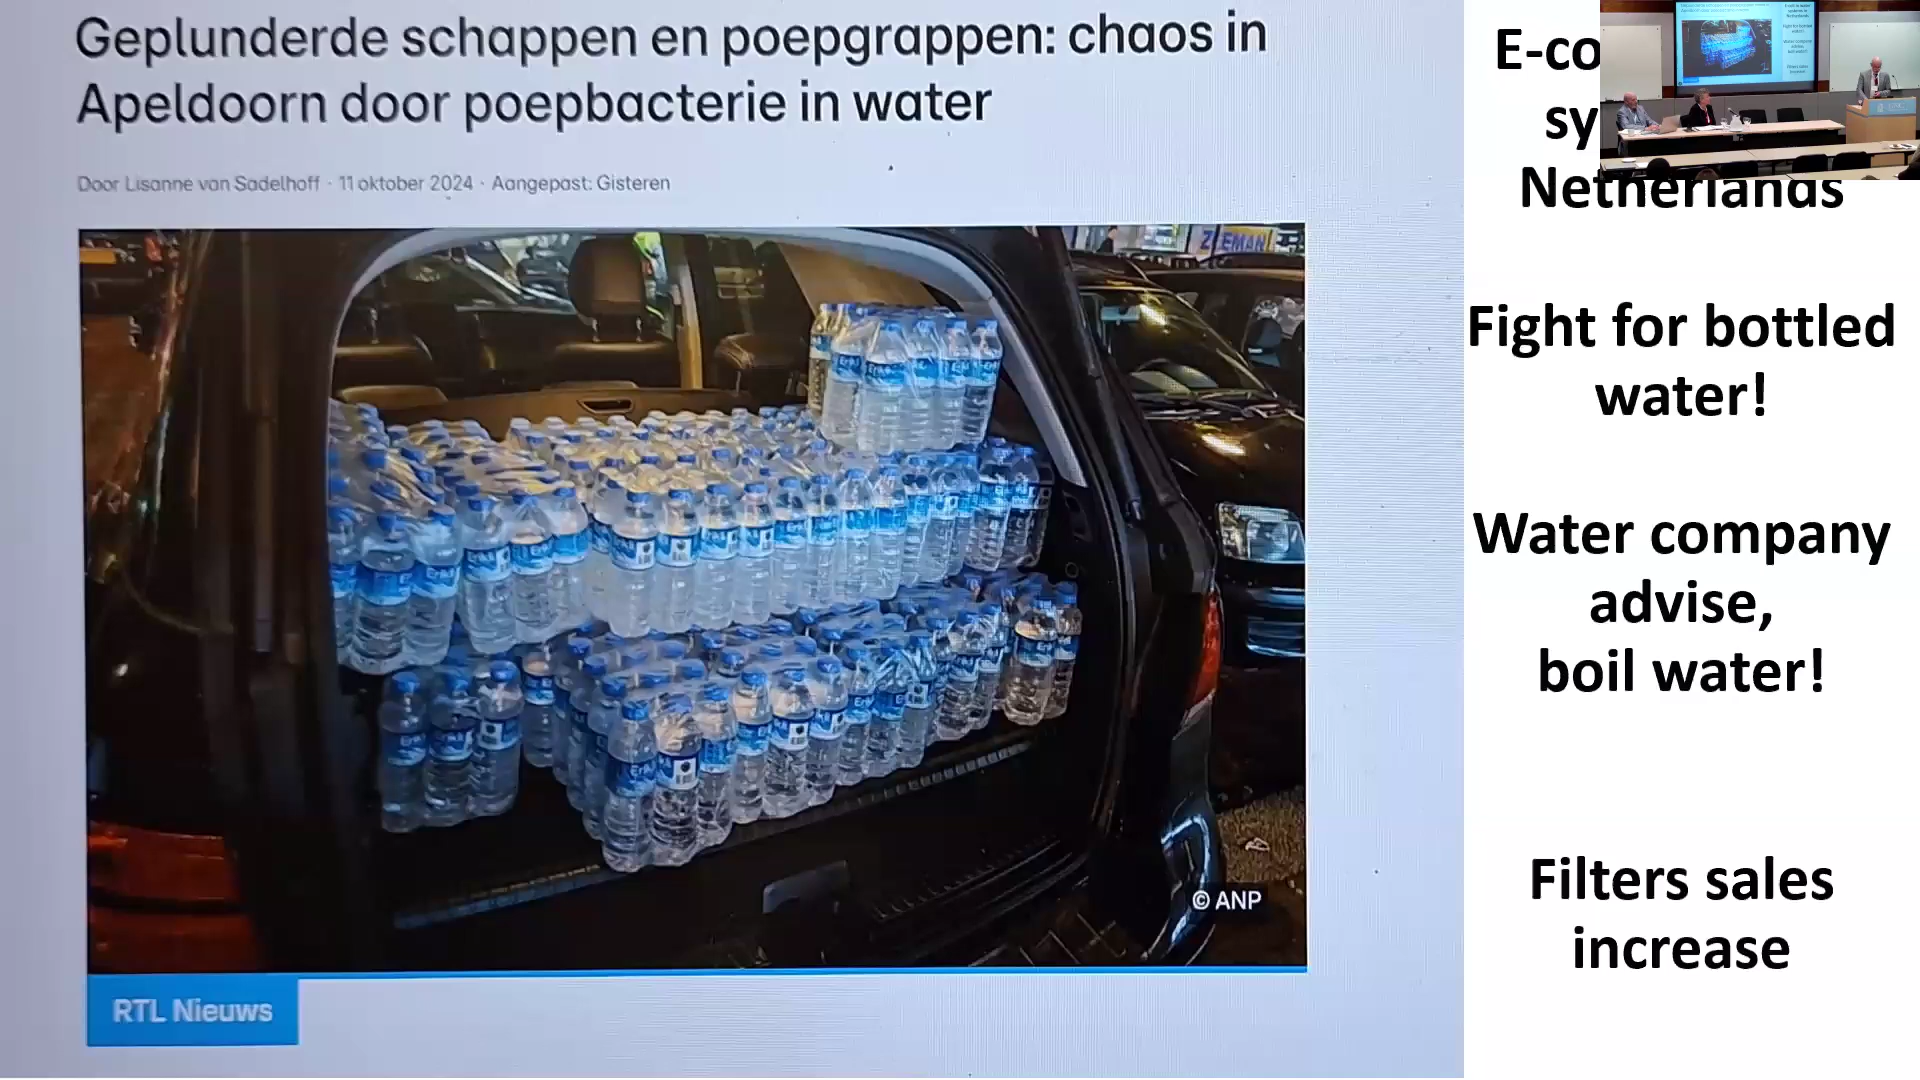 Geplunderde schappen en poepgrappen: chaos in
Apeldoorn door poepbacterie in water
Door Lisanne van Sadelhoff · 11 oktober 2024 · Aangepast: Gisteren
ZEEMAN
© ANP
RTL Nieuws
E-co
sy
Netherlands
Fight for bottled
water!
Water company
advise,
boil water!
Filters sales
increase